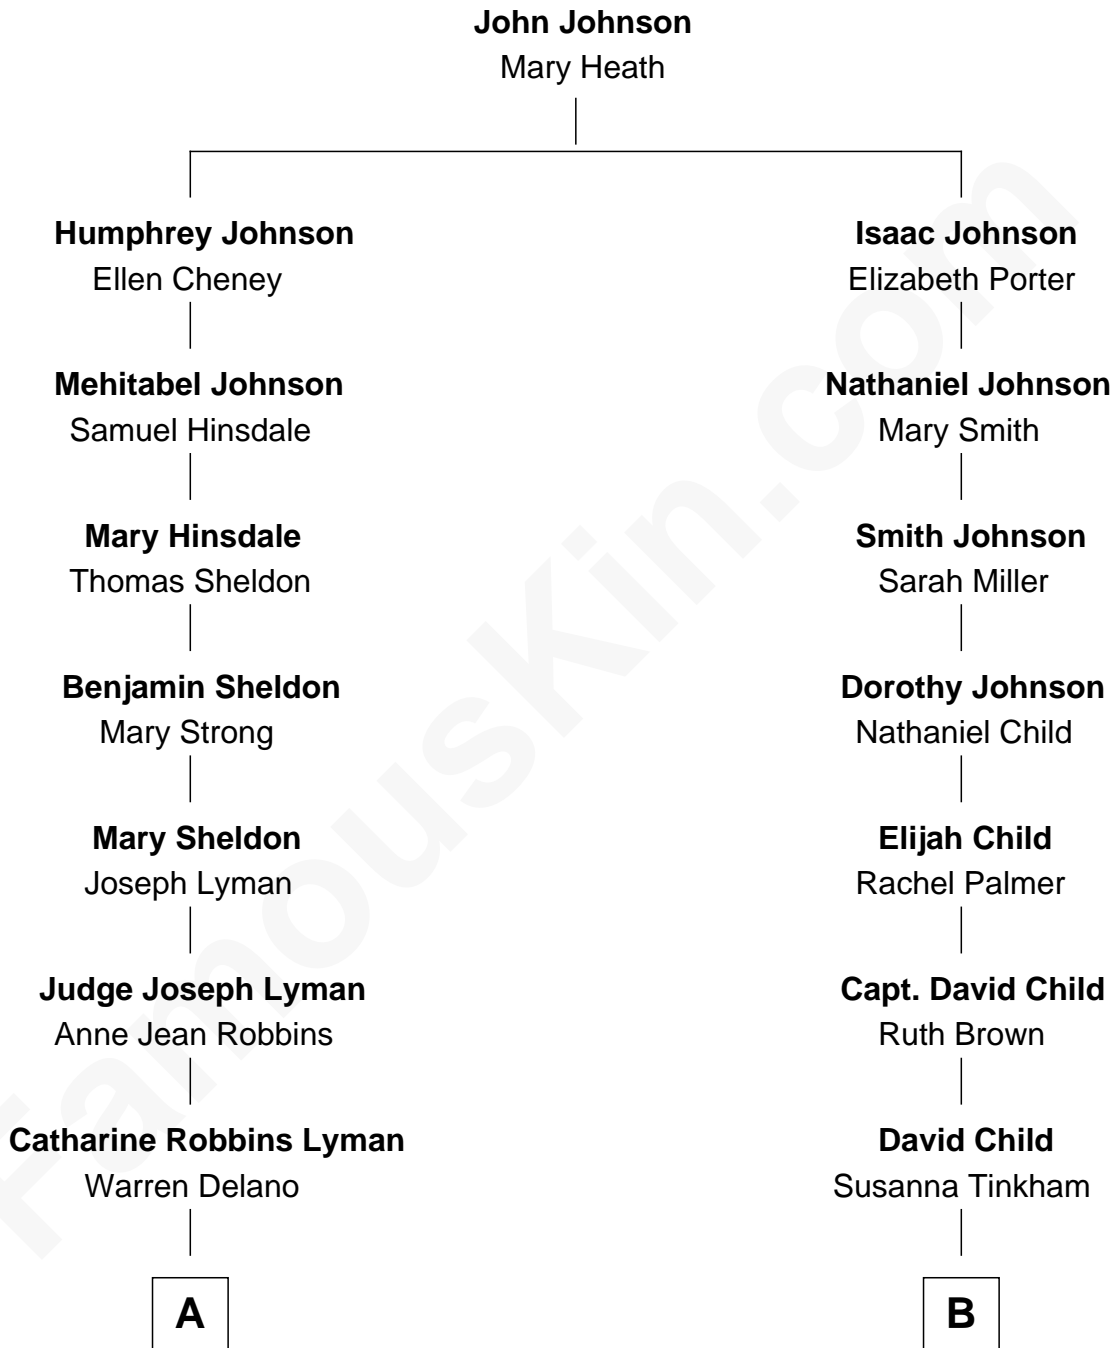 John Johnson
Mary Heath
Humphrey Johnson
Ellen Cheney
Mehitabel Johnson
Samuel Hinsdale
Mary Hinsdale
Thomas Sheldon
Benjamin Sheldon
Mary Strong
Mary Sheldon
Joseph Lyman
Judge Joseph Lyman
Anne Jean Robbins
Catharine Robbins Lyman
Warren Delano
A
Isaac Johnson
Elizabeth Porter
Nathaniel Johnson
Mary Smith
Smith Johnson
Sarah Miller
Dorothy Johnson
Nathaniel Child
Elijah Child
Rachel Palmer
Capt. David Child
Ruth Brown
David Child
Susanna Tinkham
B
FamousKin.com